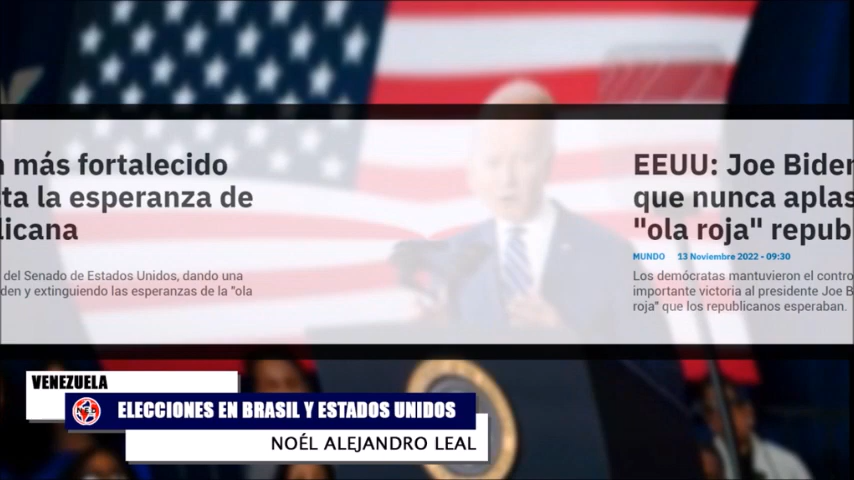 más fortalecido
ta la esperanza de
licana
del Senado de Estados Unidos, dando una
den y extinguiendo las esperanzas de la "ola
EEUU: Joe Biden
que nunca aplas
"ola roja" repub
MUNDO 13 Noviembre 2022 - 09:30
Los demócratas mantuvieron el contro
importante victoria al presidente Joe B
roja" que los republicanos esperaban.
VENEZUELA
ELECCIONES EN BRASIL Y ESTADOS UNIDOS
NOÉL ALEJANDRO LEAL